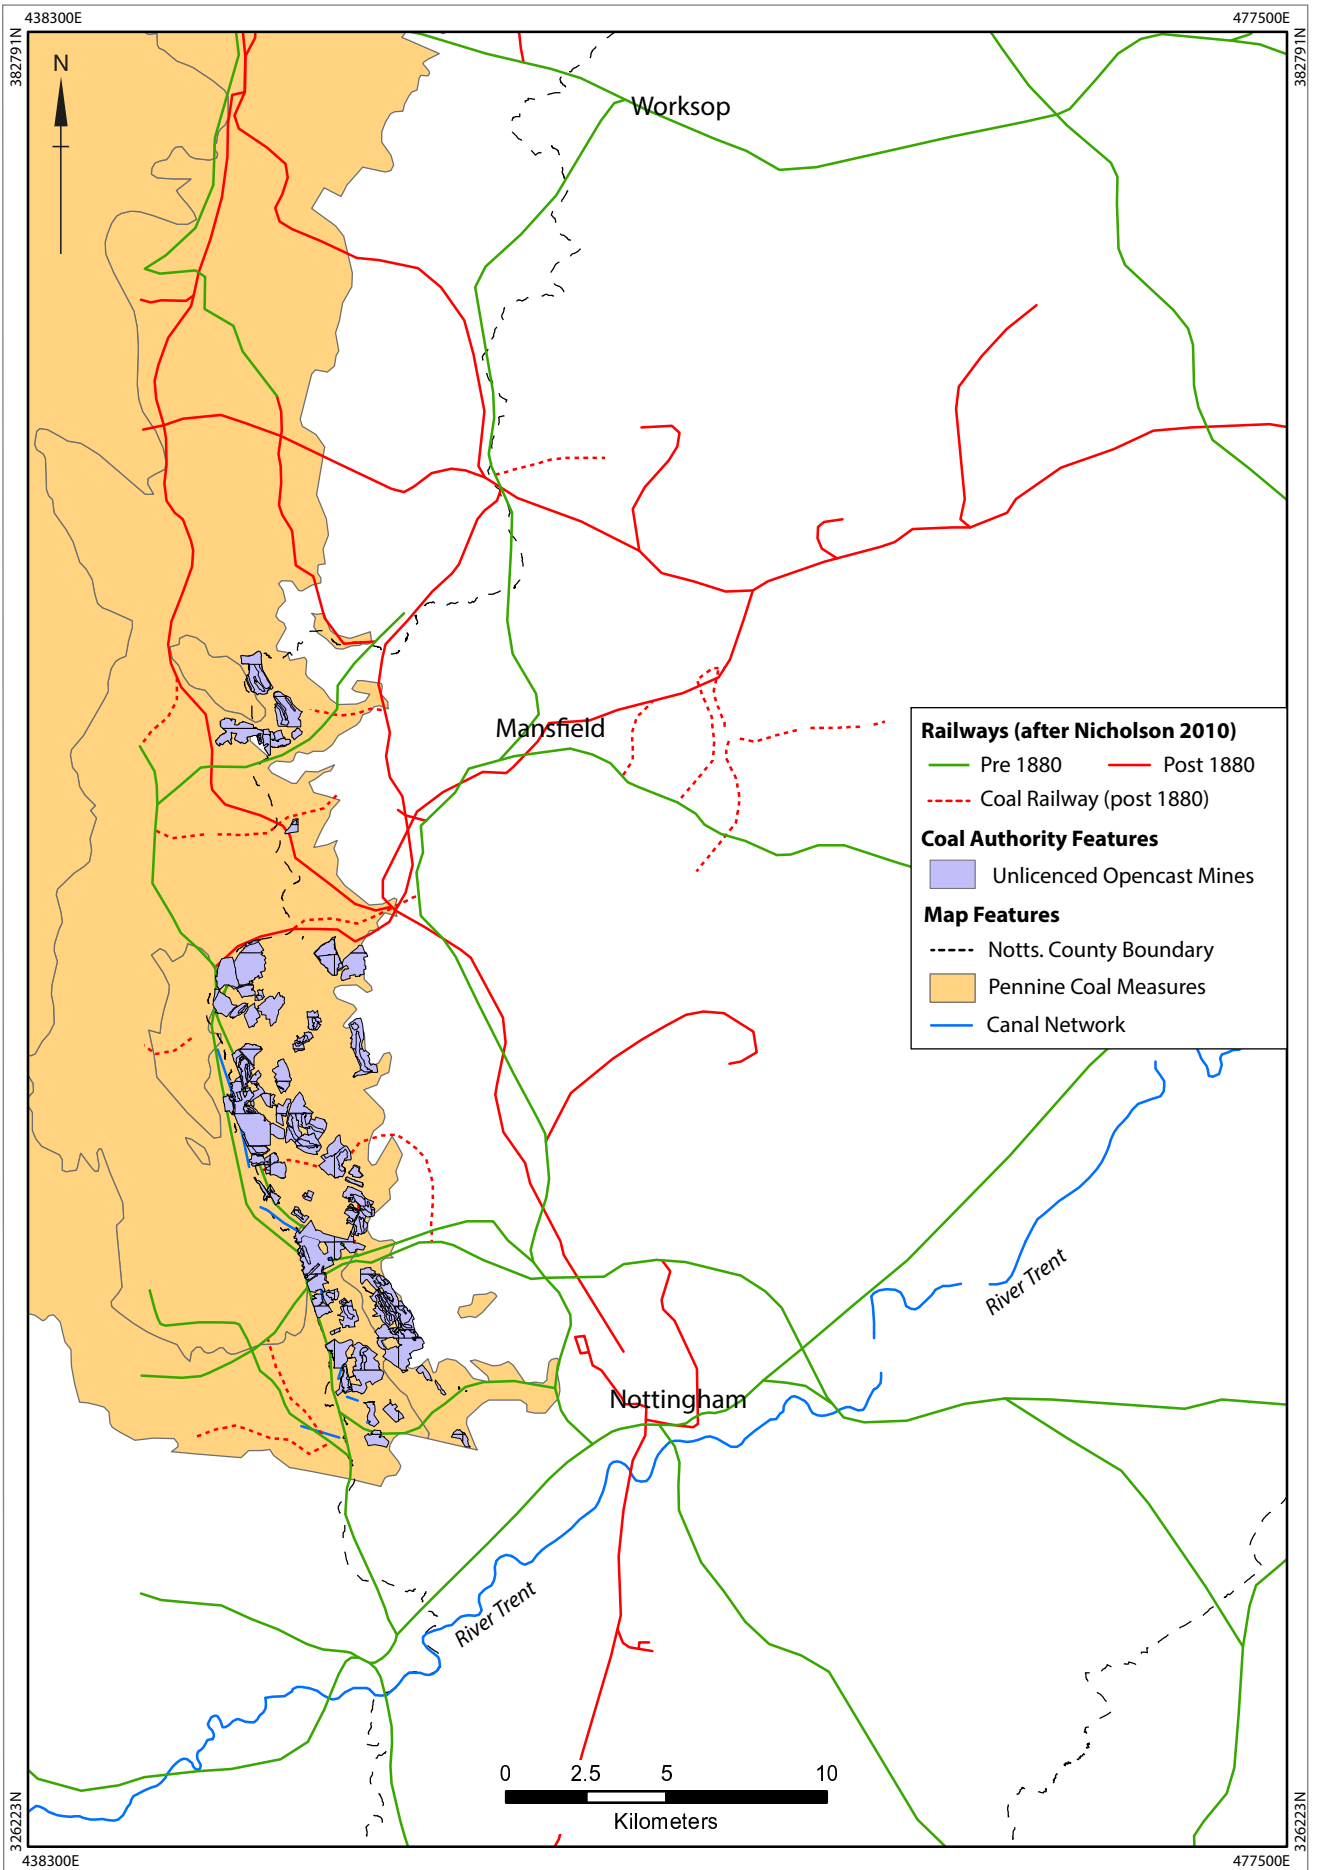 438300E
477500E
382791N
382791N
N
Worksop
Mansfield
Railways (after Nicholson 2010)
Pre 1880
Post 1880
Coal Railway (post 1880)
Coal Authority Features
Unlicenced Opencast Mines
Map Features
Notts. County Boundary
Pennine Coal Measures
Canal Network
River Trent
Nottingham
River Trent
0 2.5 5 10
Kilometers
326223N
326223N
438300E
477500E